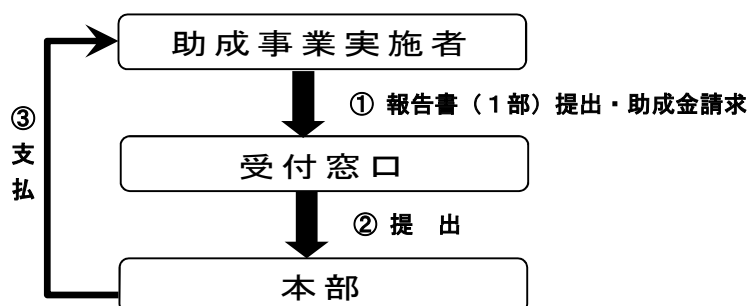 助成事業実施者
① 報告書（１部）提出・助成金請求
③支払
受付窓口
② 提　出
本部